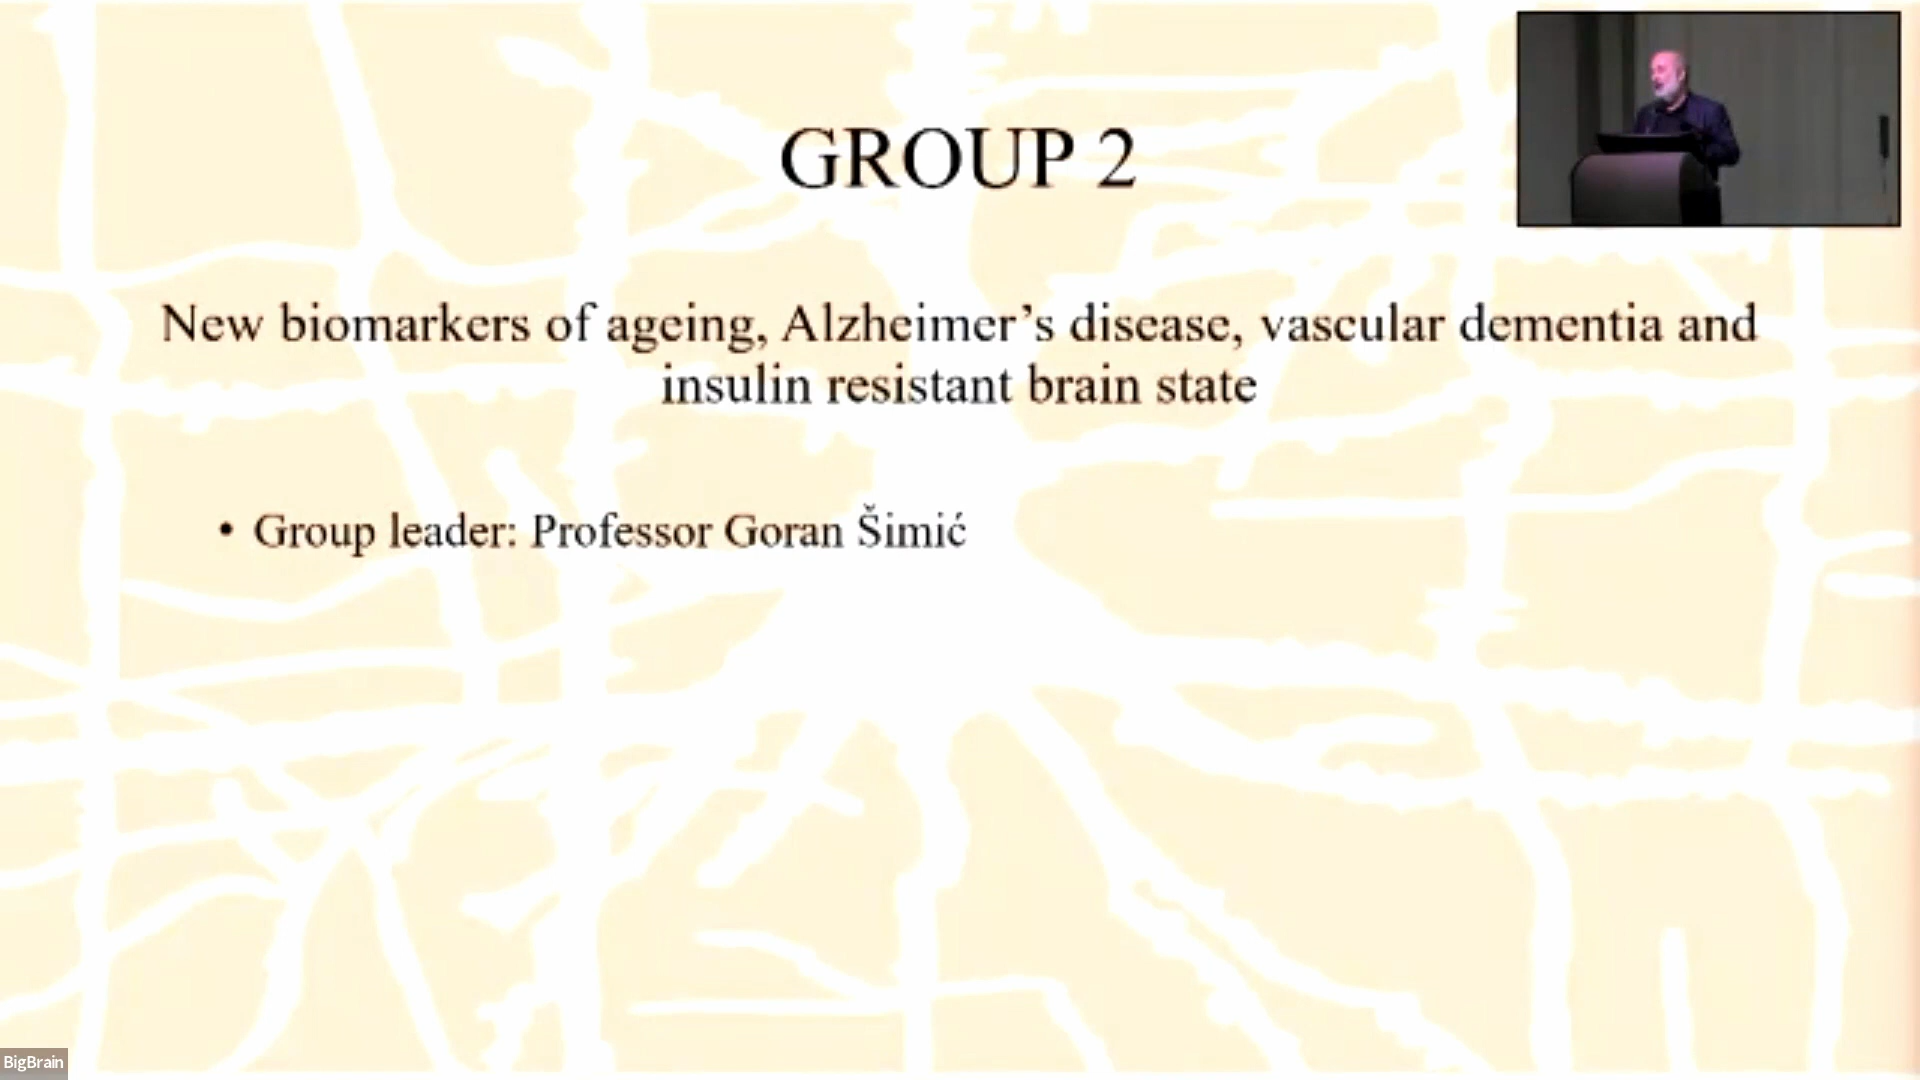 GROUP 2
New biomarkers of ageing, Alzheimer’s disease, vascular dementia and
insulin resistant brain state
• Group leader: Professor Goran Šimić
BigBrain